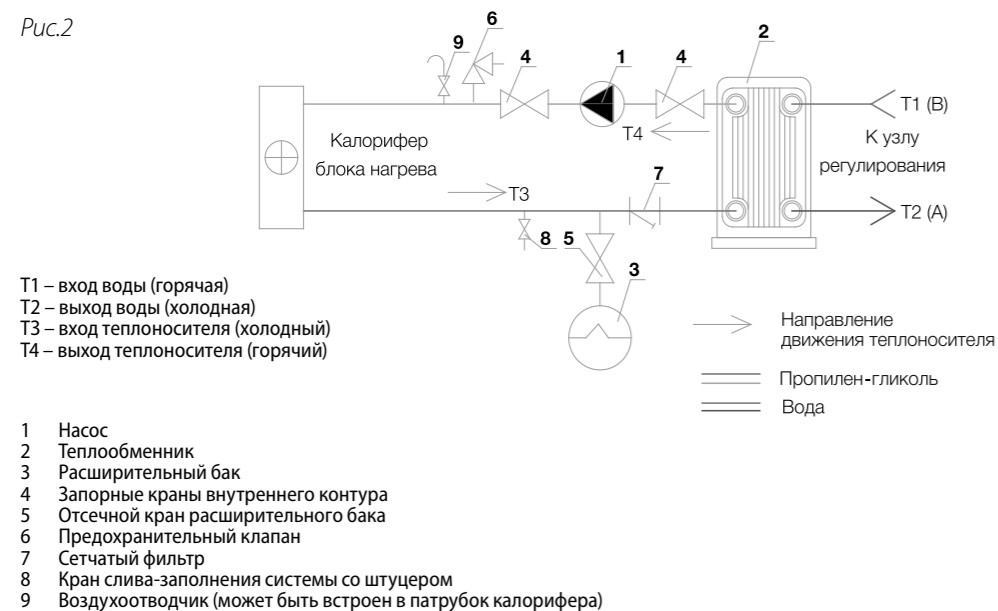 Рис.2
6
9
4
1
4
2
T1 (B)
T4
Калорифер
блока нагрева
К узлу
регулирования
7
T3
T2 (A)
8 5
3
T1 – вход воды (горячая)
T2 – выход воды (холодная)
T3 – вход теплоносителя (холодный)
T4 – выход теплоносителя (горячий)
Направление
движения теплоносителя
Пропилен-гликоль
Вода
1 Насос
2 Теплообменник
3 Расширительный бак
4 Запорные краны внутреннего контура
5 Отсечной кран расширительного бака
6 Предохранительный клапан
7 Сетчатый фильтр
8 Кран слива-заполнения системы со штуцером
9 Воздухоотводчик (может быть встроен в патрубок калорифера)